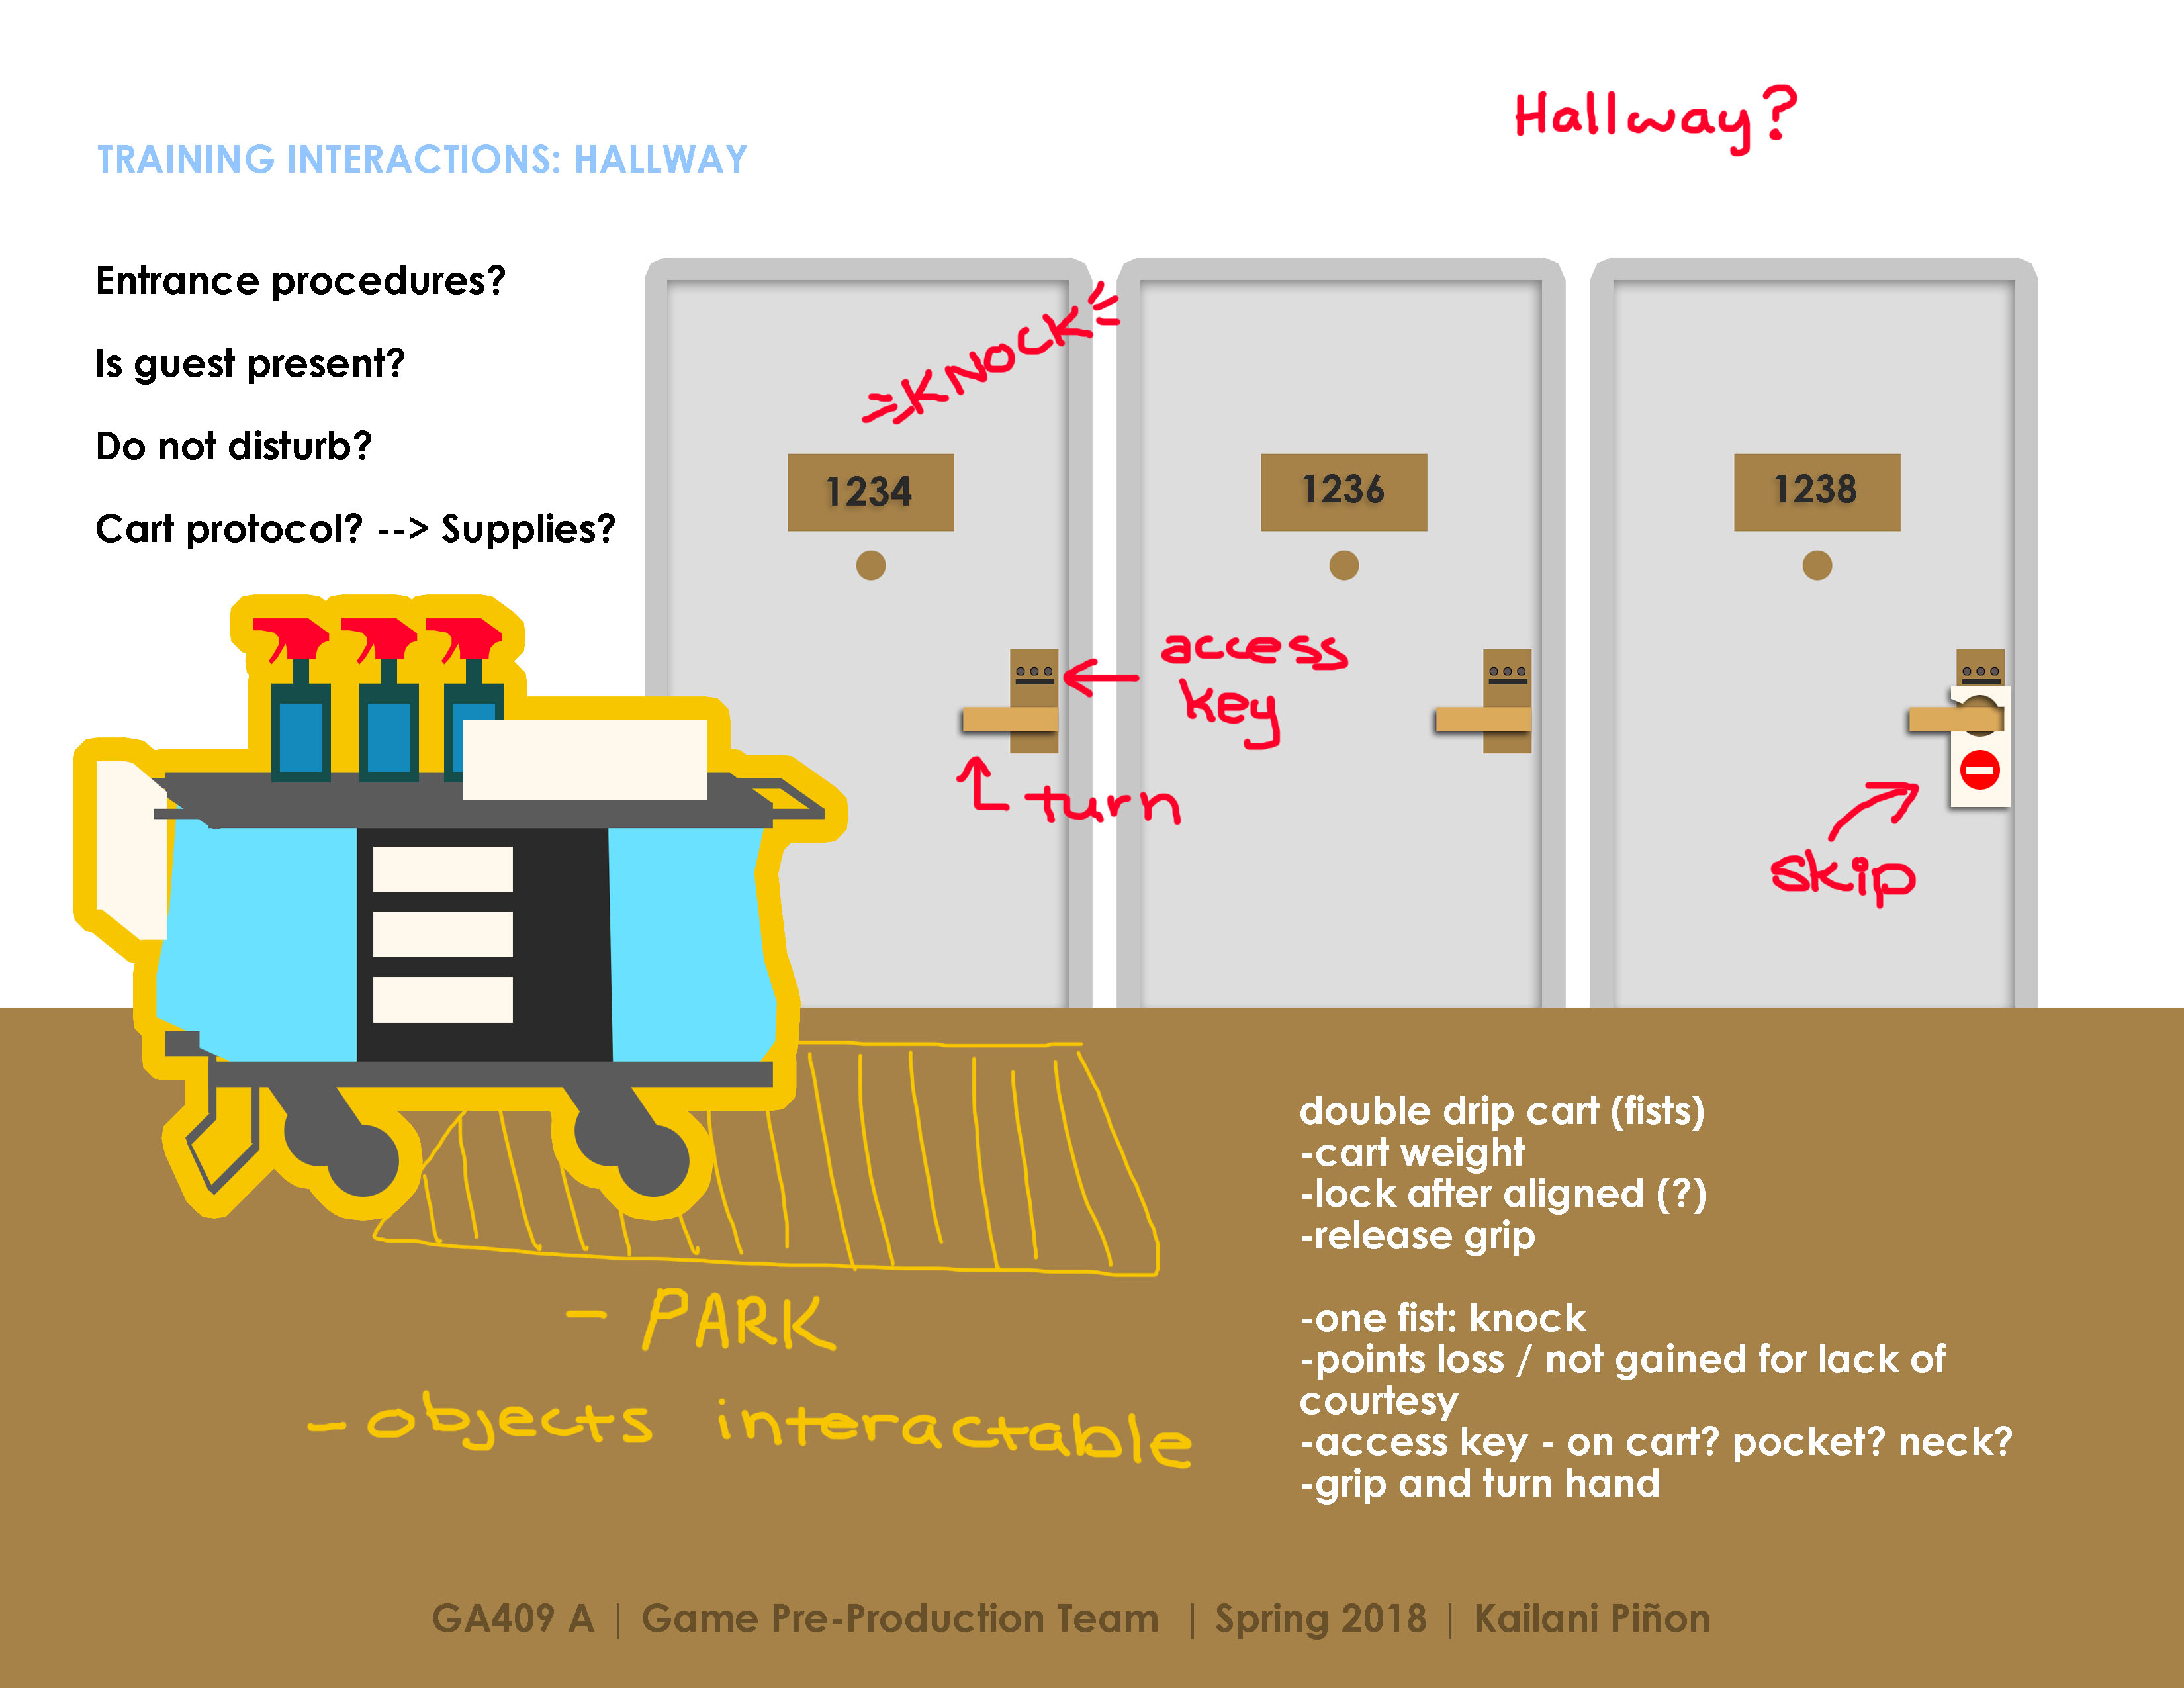 Hallway?
TRAINING INTERACTIONS: HALLWAY
Entrance procedures?
Is guest present?
Do not disturb?
Cart protocol? --> Supplies?
KNOCK
1234
1236
1238
access
key
turn
skip
- PARK
- objects interactable
double drip cart (fists)
-cart weight
-lock after aligned (?)
-release grip
-one fist: knock
-points loss / not gained for lack of
courtesy
-access key - on cart? pocket? neck?
-grip and turn hand
GA409 A | Game Pre-Production Team | Spring 2018 | Kailani Piñon